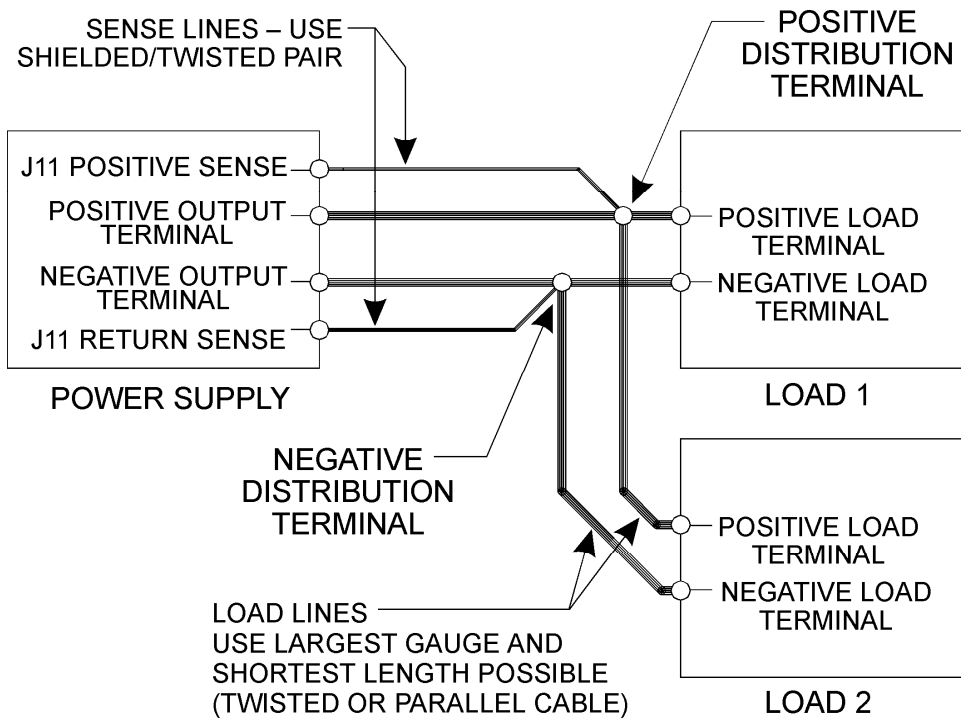 SENSE LINES – USE
SHIELDED/TWISTED PAIR
POSITIVE
DISTRIBUTION
TERMINAL
J11 POSITIVE SENSE
POSITIVE OUTPUT
TERMINAL
NEGATIVE OUTPUT
TERMINAL
J11 RETURN SENSE
POWER SUPPLY
POSITIVE LOAD
TERMINAL
NEGATIVE LOAD
TERMINAL
LOAD 1
NEGATIVE
DISTRIBUTION
TERMINAL
POSITIVE LOAD
TERMINAL
NEGATIVE LOAD
TERMINAL
LOAD 2
LOAD LINES
USE LARGEST GAUGE AND
SHORTEST LENGTH POSSIBLE
(TWISTED OR PARALLEL CABLE)